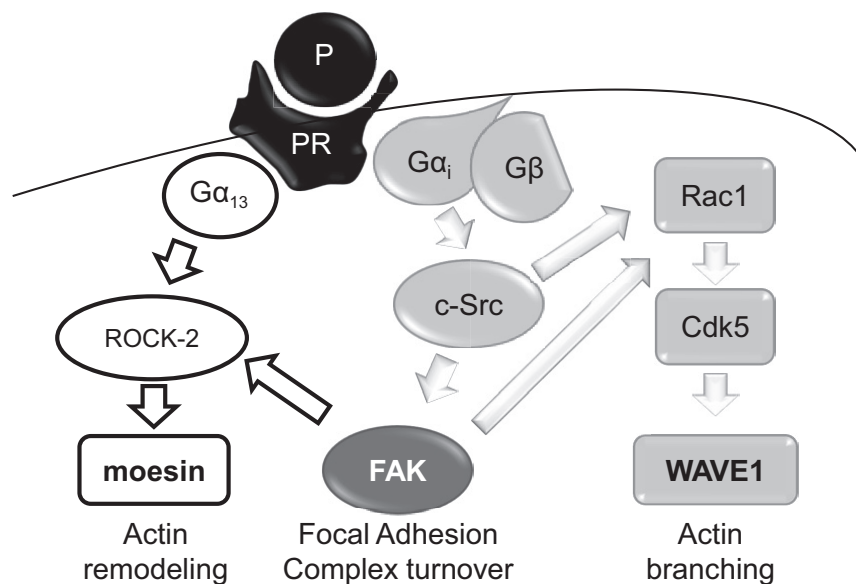 P
PR
Gα13
Gαi
Gβ
Rac1
c-Src
Cdk5
ROCK-2
moesin
FAK
WAVE1
Actin
remodeling
Focal Adhesion
Complex turnover
Actin
branching